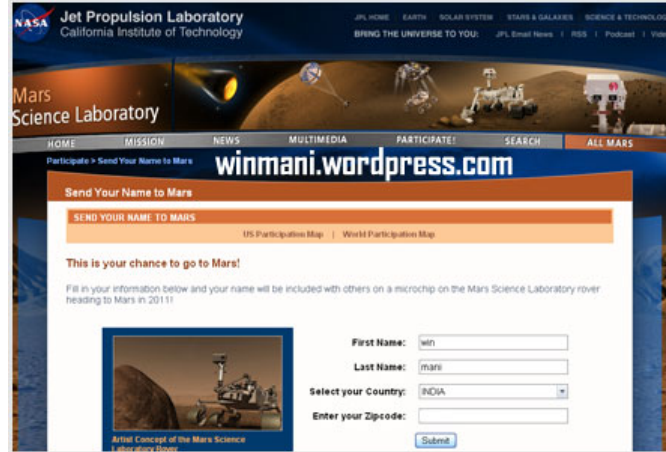 NASA
Jet Propulsion Laboratory
California Institute of Technology
JPL HOME EARTH SOLAR SYSTEM STARS & GALAXIES SCIENCE & TECHNOLOG
BRING THE UNIVERSE TO YOU: JPL Email News | RSS | Podcast | Vide
Mars
Science Laboratory
HOME MISSION NEWS MULTIMEDIA PARTICIPATE! SEARCH ALL MARS
Participate > Send Your Name to Mars
winmani.wordpress.com
Send Your Name to Mars
SEND YOUR NAME TO MARS
US Participation Map | World Participation Map
This is your chance to go to Mars!
Fill in your information below and your name will be included with others on a microchip on the Mars Science Laboratory rover
heading to Mars in 2011!
First Name: win
Last Name: mani
Select your Country: INDIA
Enter your Zipcode:
Submit
Artist Concept of the Mars Science
Laboratory Rover